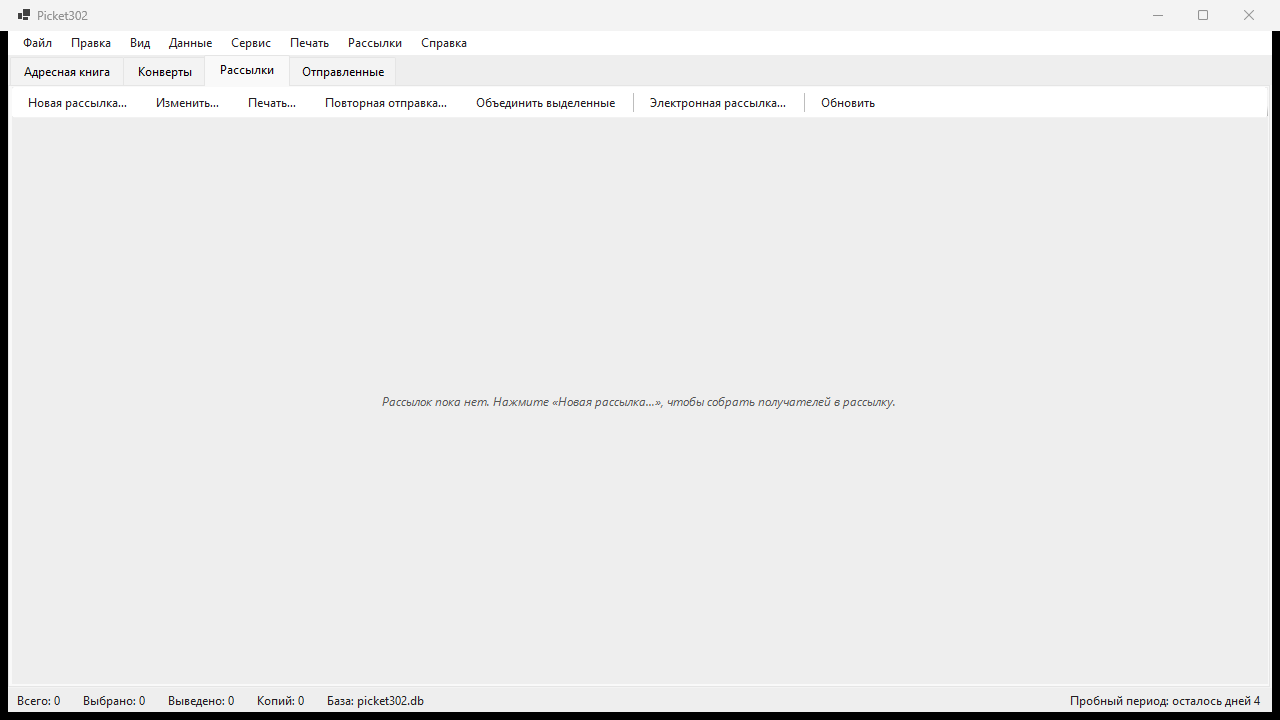 Picket302
Файл Правка Вид Данные Сервис Печать Рассылки Справка
Адресная книга Конверты Рассылки Отправленные
Новая рассылка... Изменить... Печать... Повторная отправка... Объединить выделенные Электронная рассылка... Обновить
Рассылок пока нет. Нажмите «Новая рассылка...», чтобы собрать получателей в рассылку.
Всего: 0 Выбрано: 0 Выведено: 0 Копий: 0 База: picket302.db Пробный период: осталось дней 4